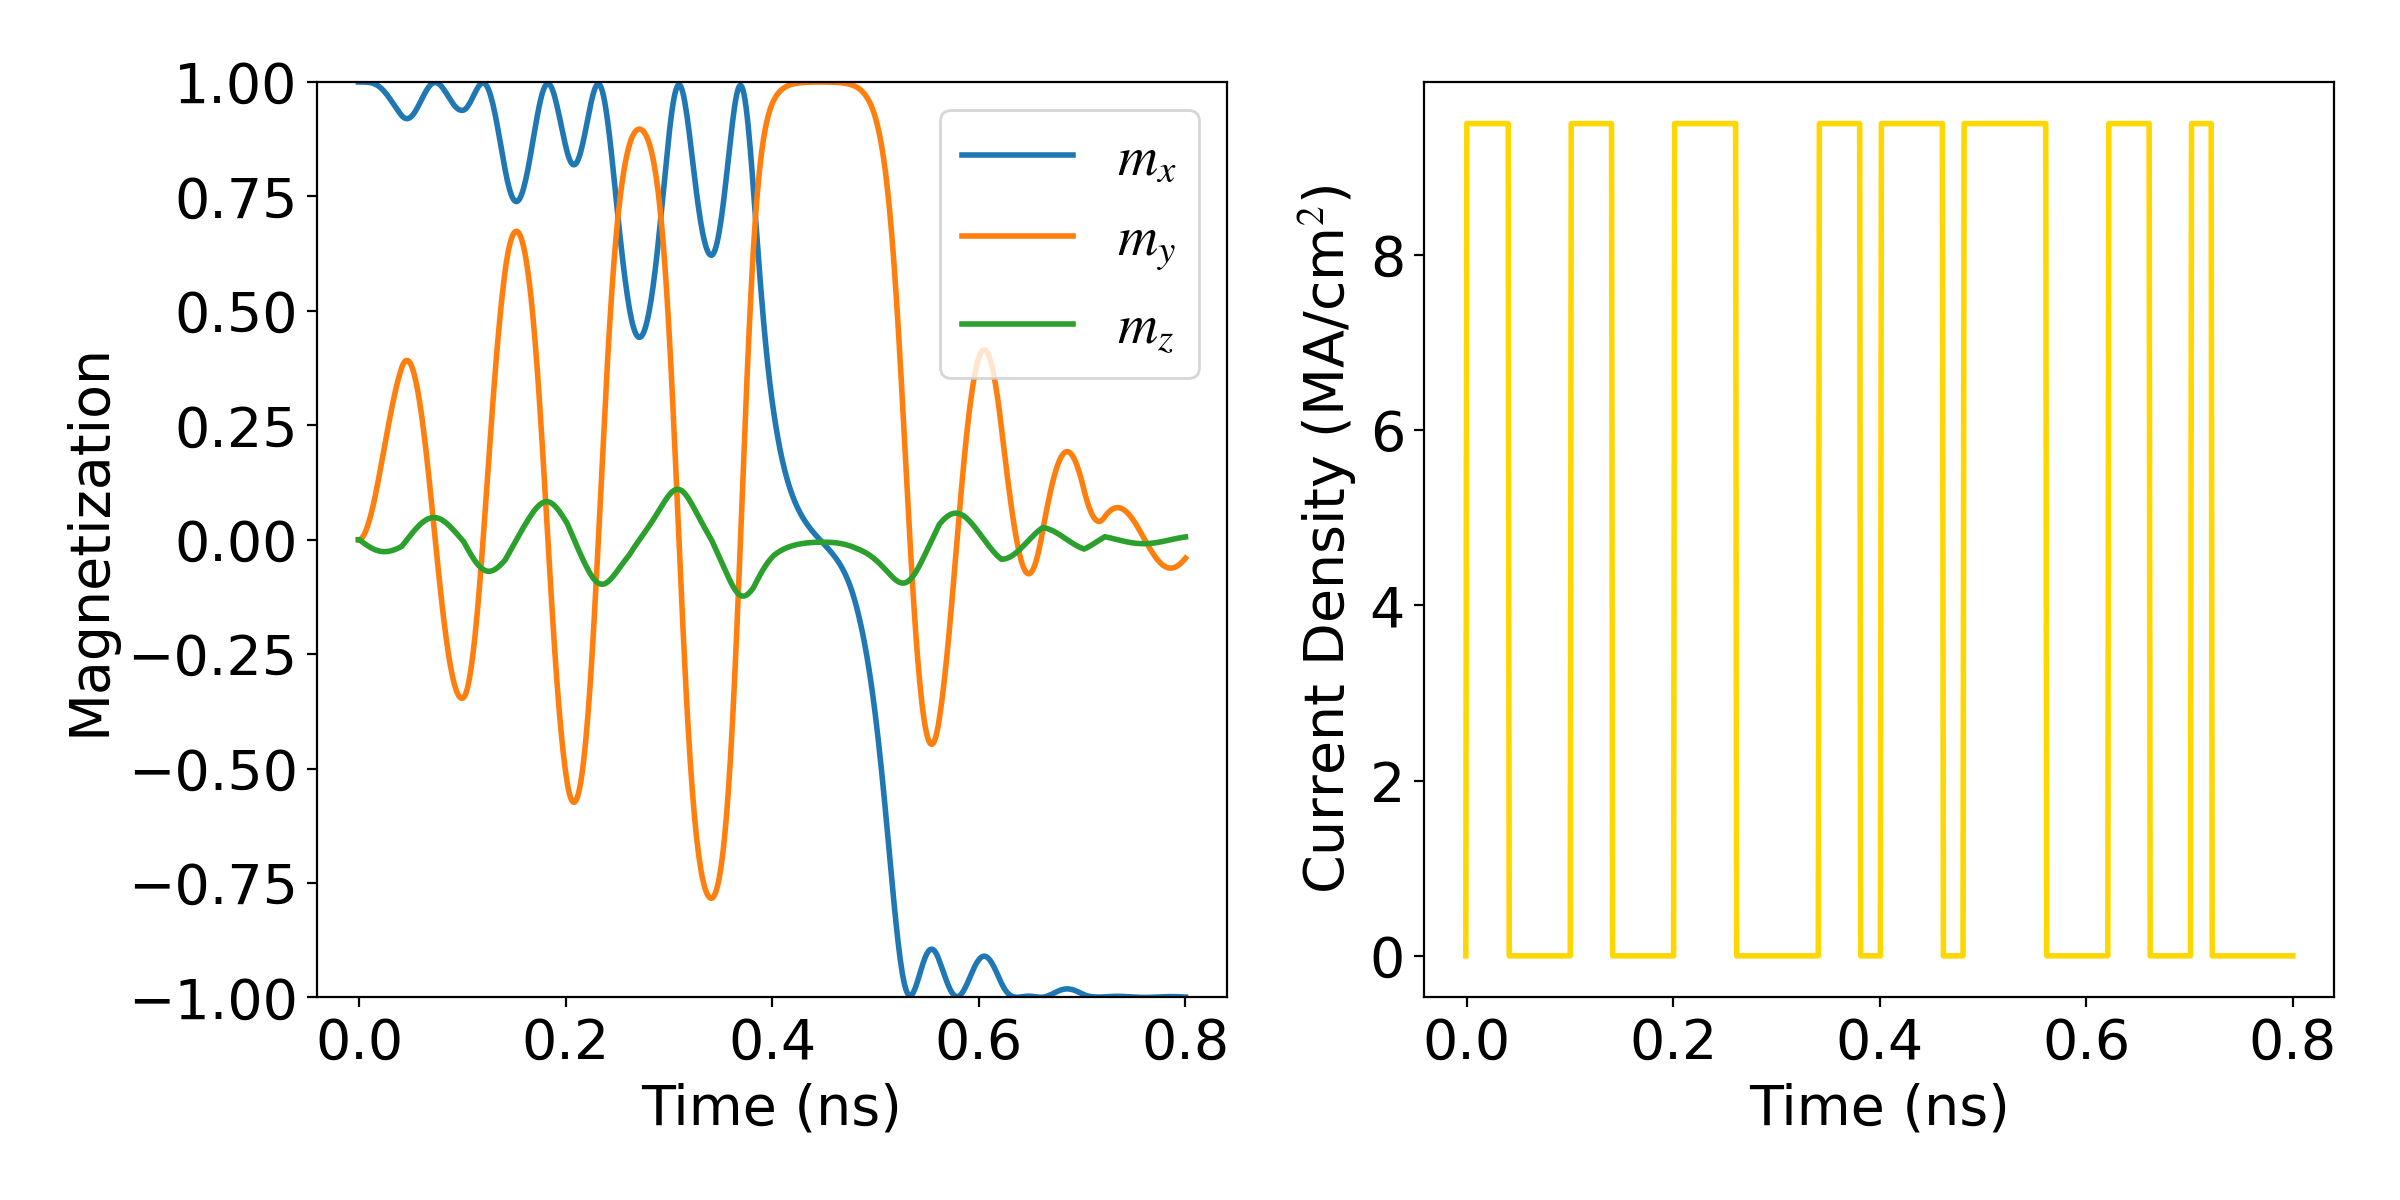 1.00
0.75
0.50
0.25
0.00
−0.25
−0.50
−0.75
−1.00
Magnetization
0.0 0.2 0.4 0.6 0.8
Time (ns)
mₓ
m_y
m_z
8
6
4
2
0
Current Density (MA/cm²)
0.0 0.2 0.4 0.6 0.8
Time (ns)